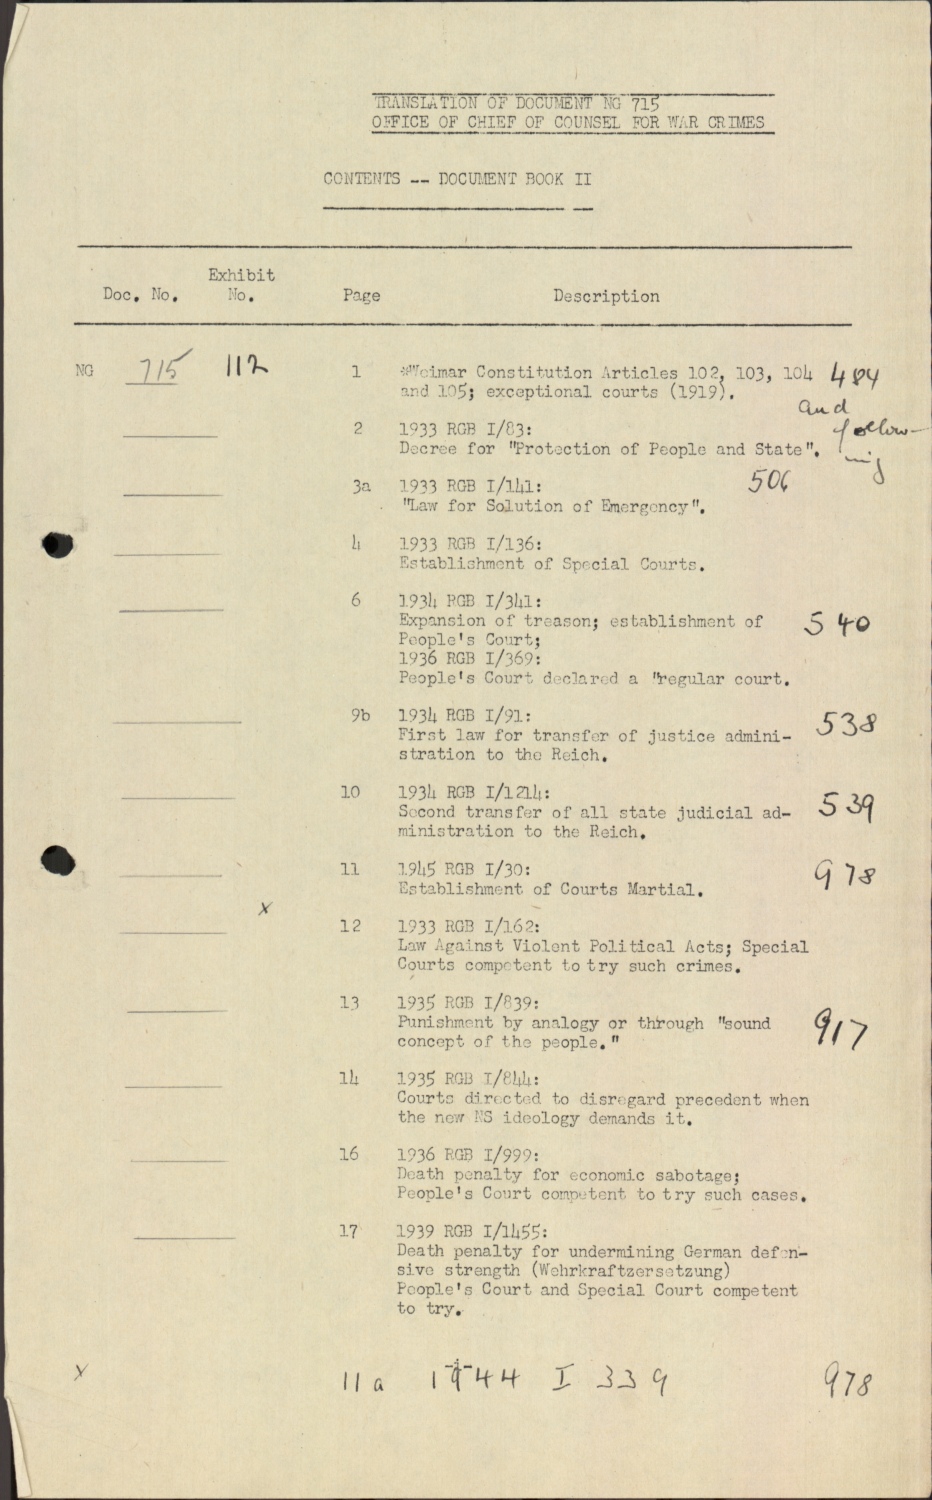 TRANSLATION OF DOCUMENT NG 715
OFFICE OF CHIEF OF COUNSEL FOR WAR CRIMES
CONTENTS -- DOCUMENT BOOK II
Doc. No. Exhibit No. Page Description
NG 715 112 1 "Weimar Constitution Articles 102, 103, 104 484
and 105; exceptional courts (1919). and
2 1933 RGB I/83: follow-
Decree for "Protection of People and State". ing
3a 1933 RGB I/141: 506
"Law for Solution of Emergency".
4 1933 RGB I/136:
Establishment of Special Courts.
6 1934 RGB I/341:
Expansion of treason; establishment of 540
People's Court;
1936 RGB I/369:
People's Court declared a "regular court.
9b 1934 RGB I/91: 538
First law for transfer of justice admini-
stration to the Reich.
10 1934 RGB I/1214: 539
Second transfer of all state judicial ad-
ministration to the Reich.
11 1945 RGB I/30: 978
Establishment of Courts Martial.
x
12 1933 RGB I/162:
Law Against Violent Political Acts; Special
Courts competent to try such crimes.
13 1935 RGB I/839:
Punishment by analogy or through "sound 917
concept of the people."
14 1935 RGB I/844:
Courts directed to disregard precedent when
the new NS ideology demands it.
16 1936 RGB I/999:
Death penalty for economic sabotage;
People's Court competent to try such cases.
17 1939 RGB I/1455:
Death penalty for undermining German defen-
sive strength (Wehrkraftzersetzung)
People's Court and Special Court competent
to try.
x 11a 1944 I 339 978